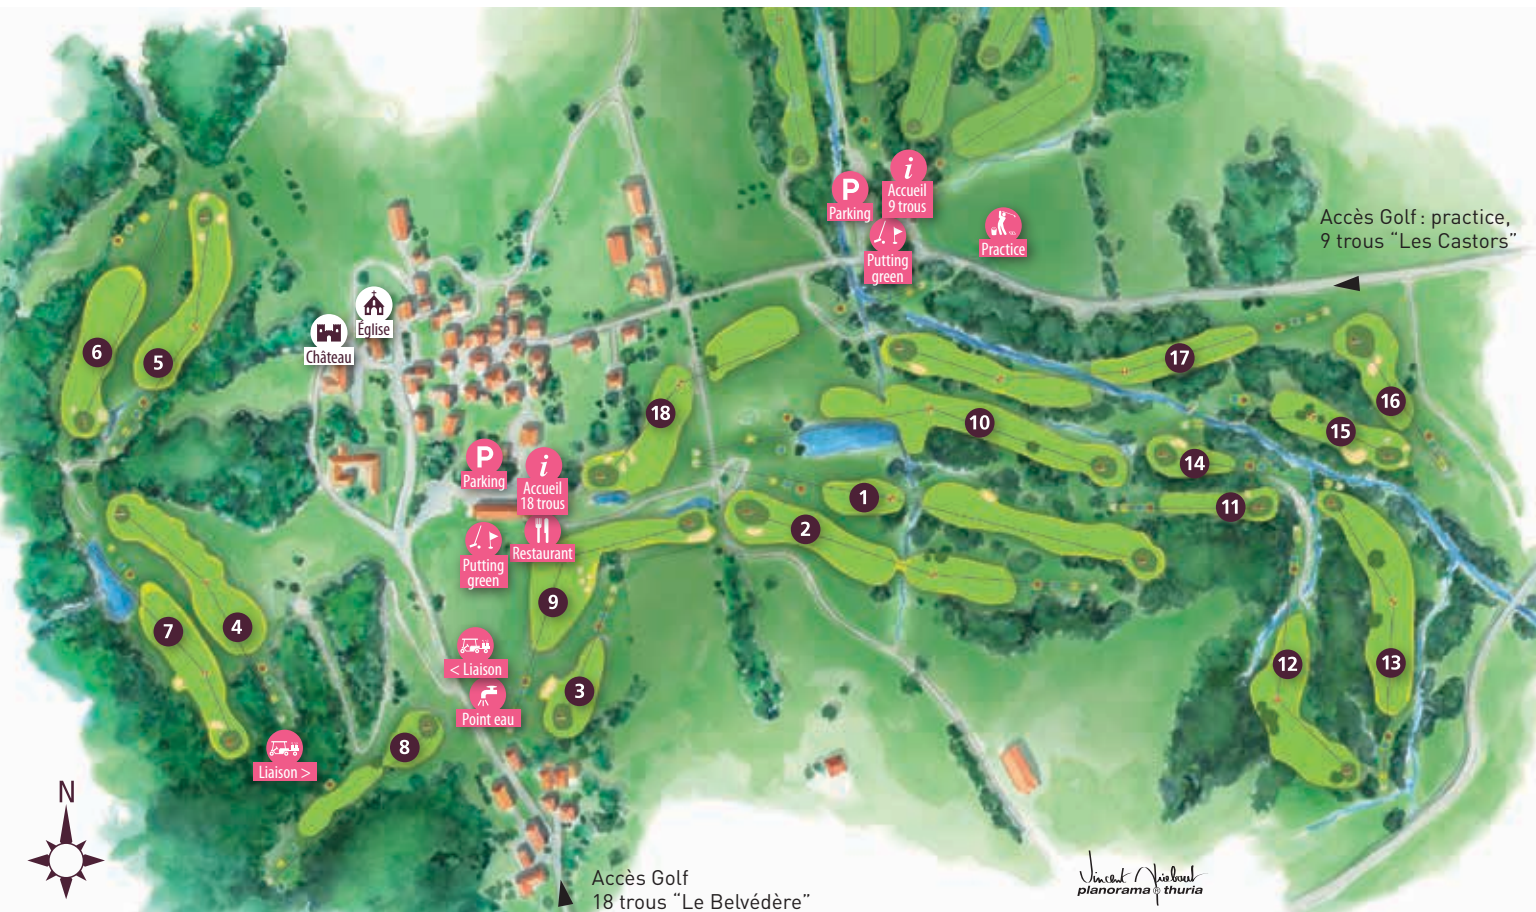 P
Parking
i
Accueil
9 trous
Putting
green
Practice
Accès Golf : practice,
9 trous “Les Castors”
Église
Château
6
5
18
17
16
15
10
14
11
1
2
P
Parking
i
Accueil
18 trous
Restaurant
Putting
green
9
7
4
< Liaison
Point eau
3
12
13
8
Liaison >
N
Accès Golf
18 trous “Le Belvédère”
planorama
thuria